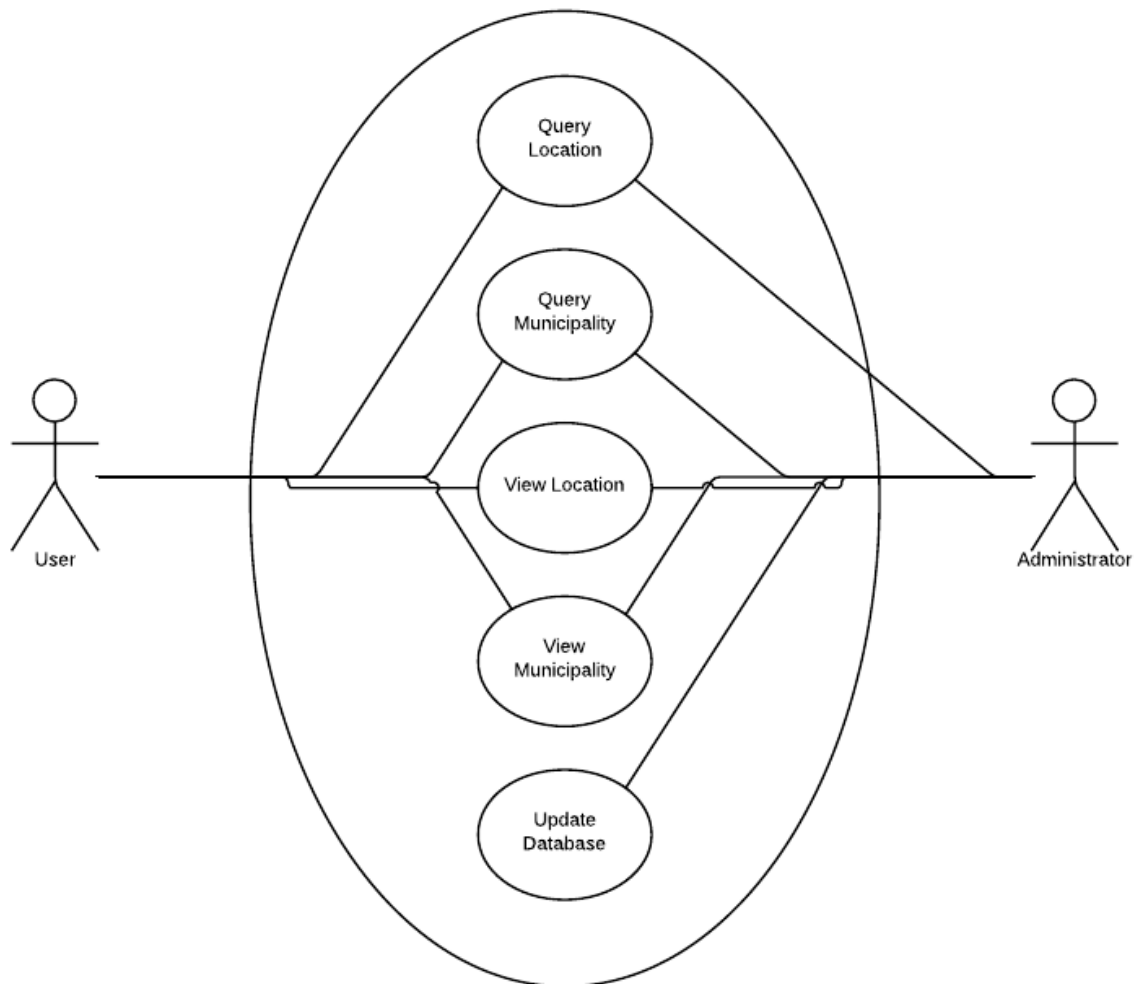 Query
Location
Query
Municipality
View Location
User
Administrator
View
Municipality
Update
Database